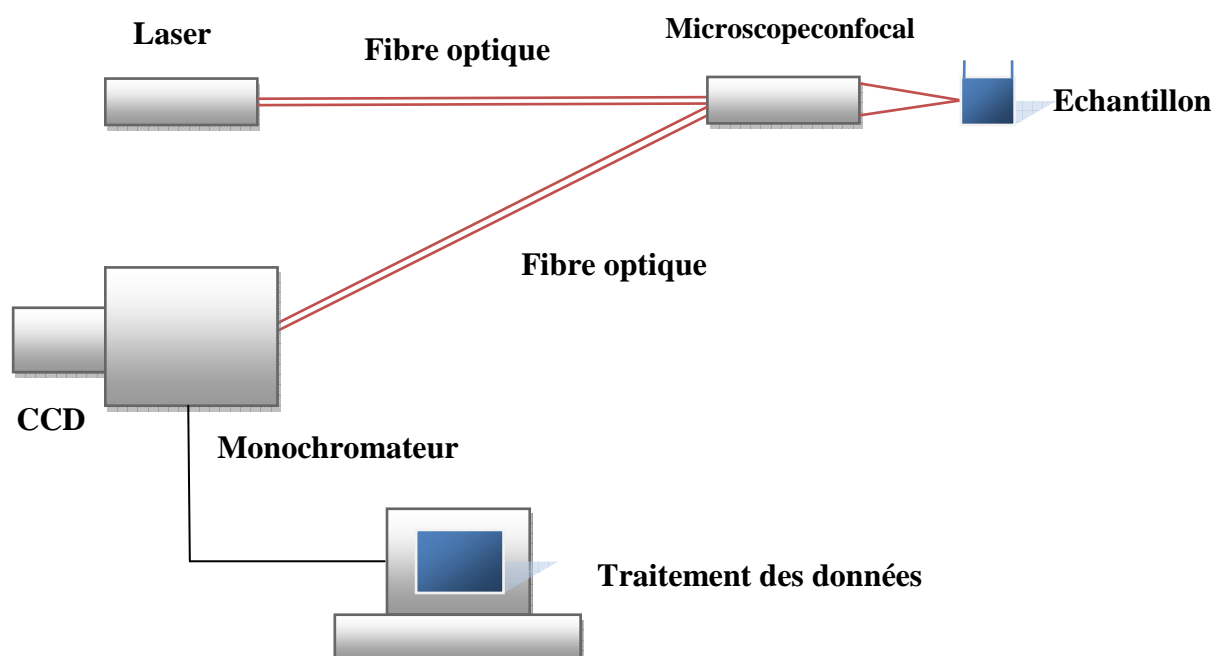 Laser
Fibre optique
Microscopeconfocal
Echantillon
Fibre optique
CCD
Monochromateur
Traitement des données